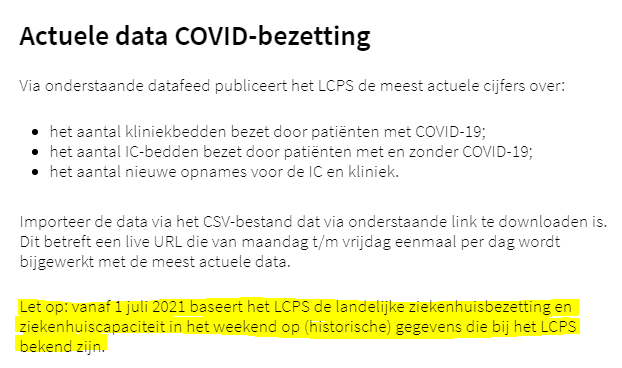 Actuele data COVID-bezetting
Via onderstaande datafeed publiceert het LCPS de meest actuele cijfers over:
• het aantal kliniekbedden bezet door patiënten met COVID-19;
• het aantal IC-bedden bezet door patiënten met en zonder COVID-19;
• het aantal nieuwe opnames voor de IC en kliniek.
Importeer de data via het CSV-bestand dat via onderstaande link te downloaden is.
Dit betreft een live URL die van maandag t/m vrijdag eenmaal per dag wordt
bijgewerkt met de meest actuele data.
Let op: vanaf 1 juli 2021 baseert het LCPS de landelijke ziekenhuisbezetting en
ziekenhuiscapaciteit in het weekend op (historische) gegevens die bij het LCPS
bekend zijn.